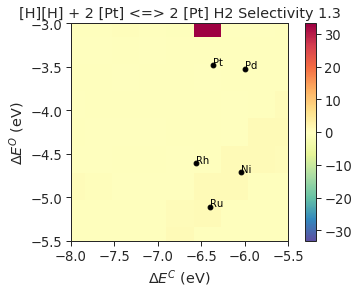 [H][H] + 2 [Pt] <=> 2 [Pt] H2 Selectivity 1.3
−3.0
−3.5
−4.0
−4.5
−5.0
−5.5
ΔE^O (eV)
Pt
Pd
Rh
Ni
Ru
−8.0 −7.5 −7.0 −6.5 −6.0 −5.5
ΔE^C (eV)
30
20
10
0
−10
−20
−30